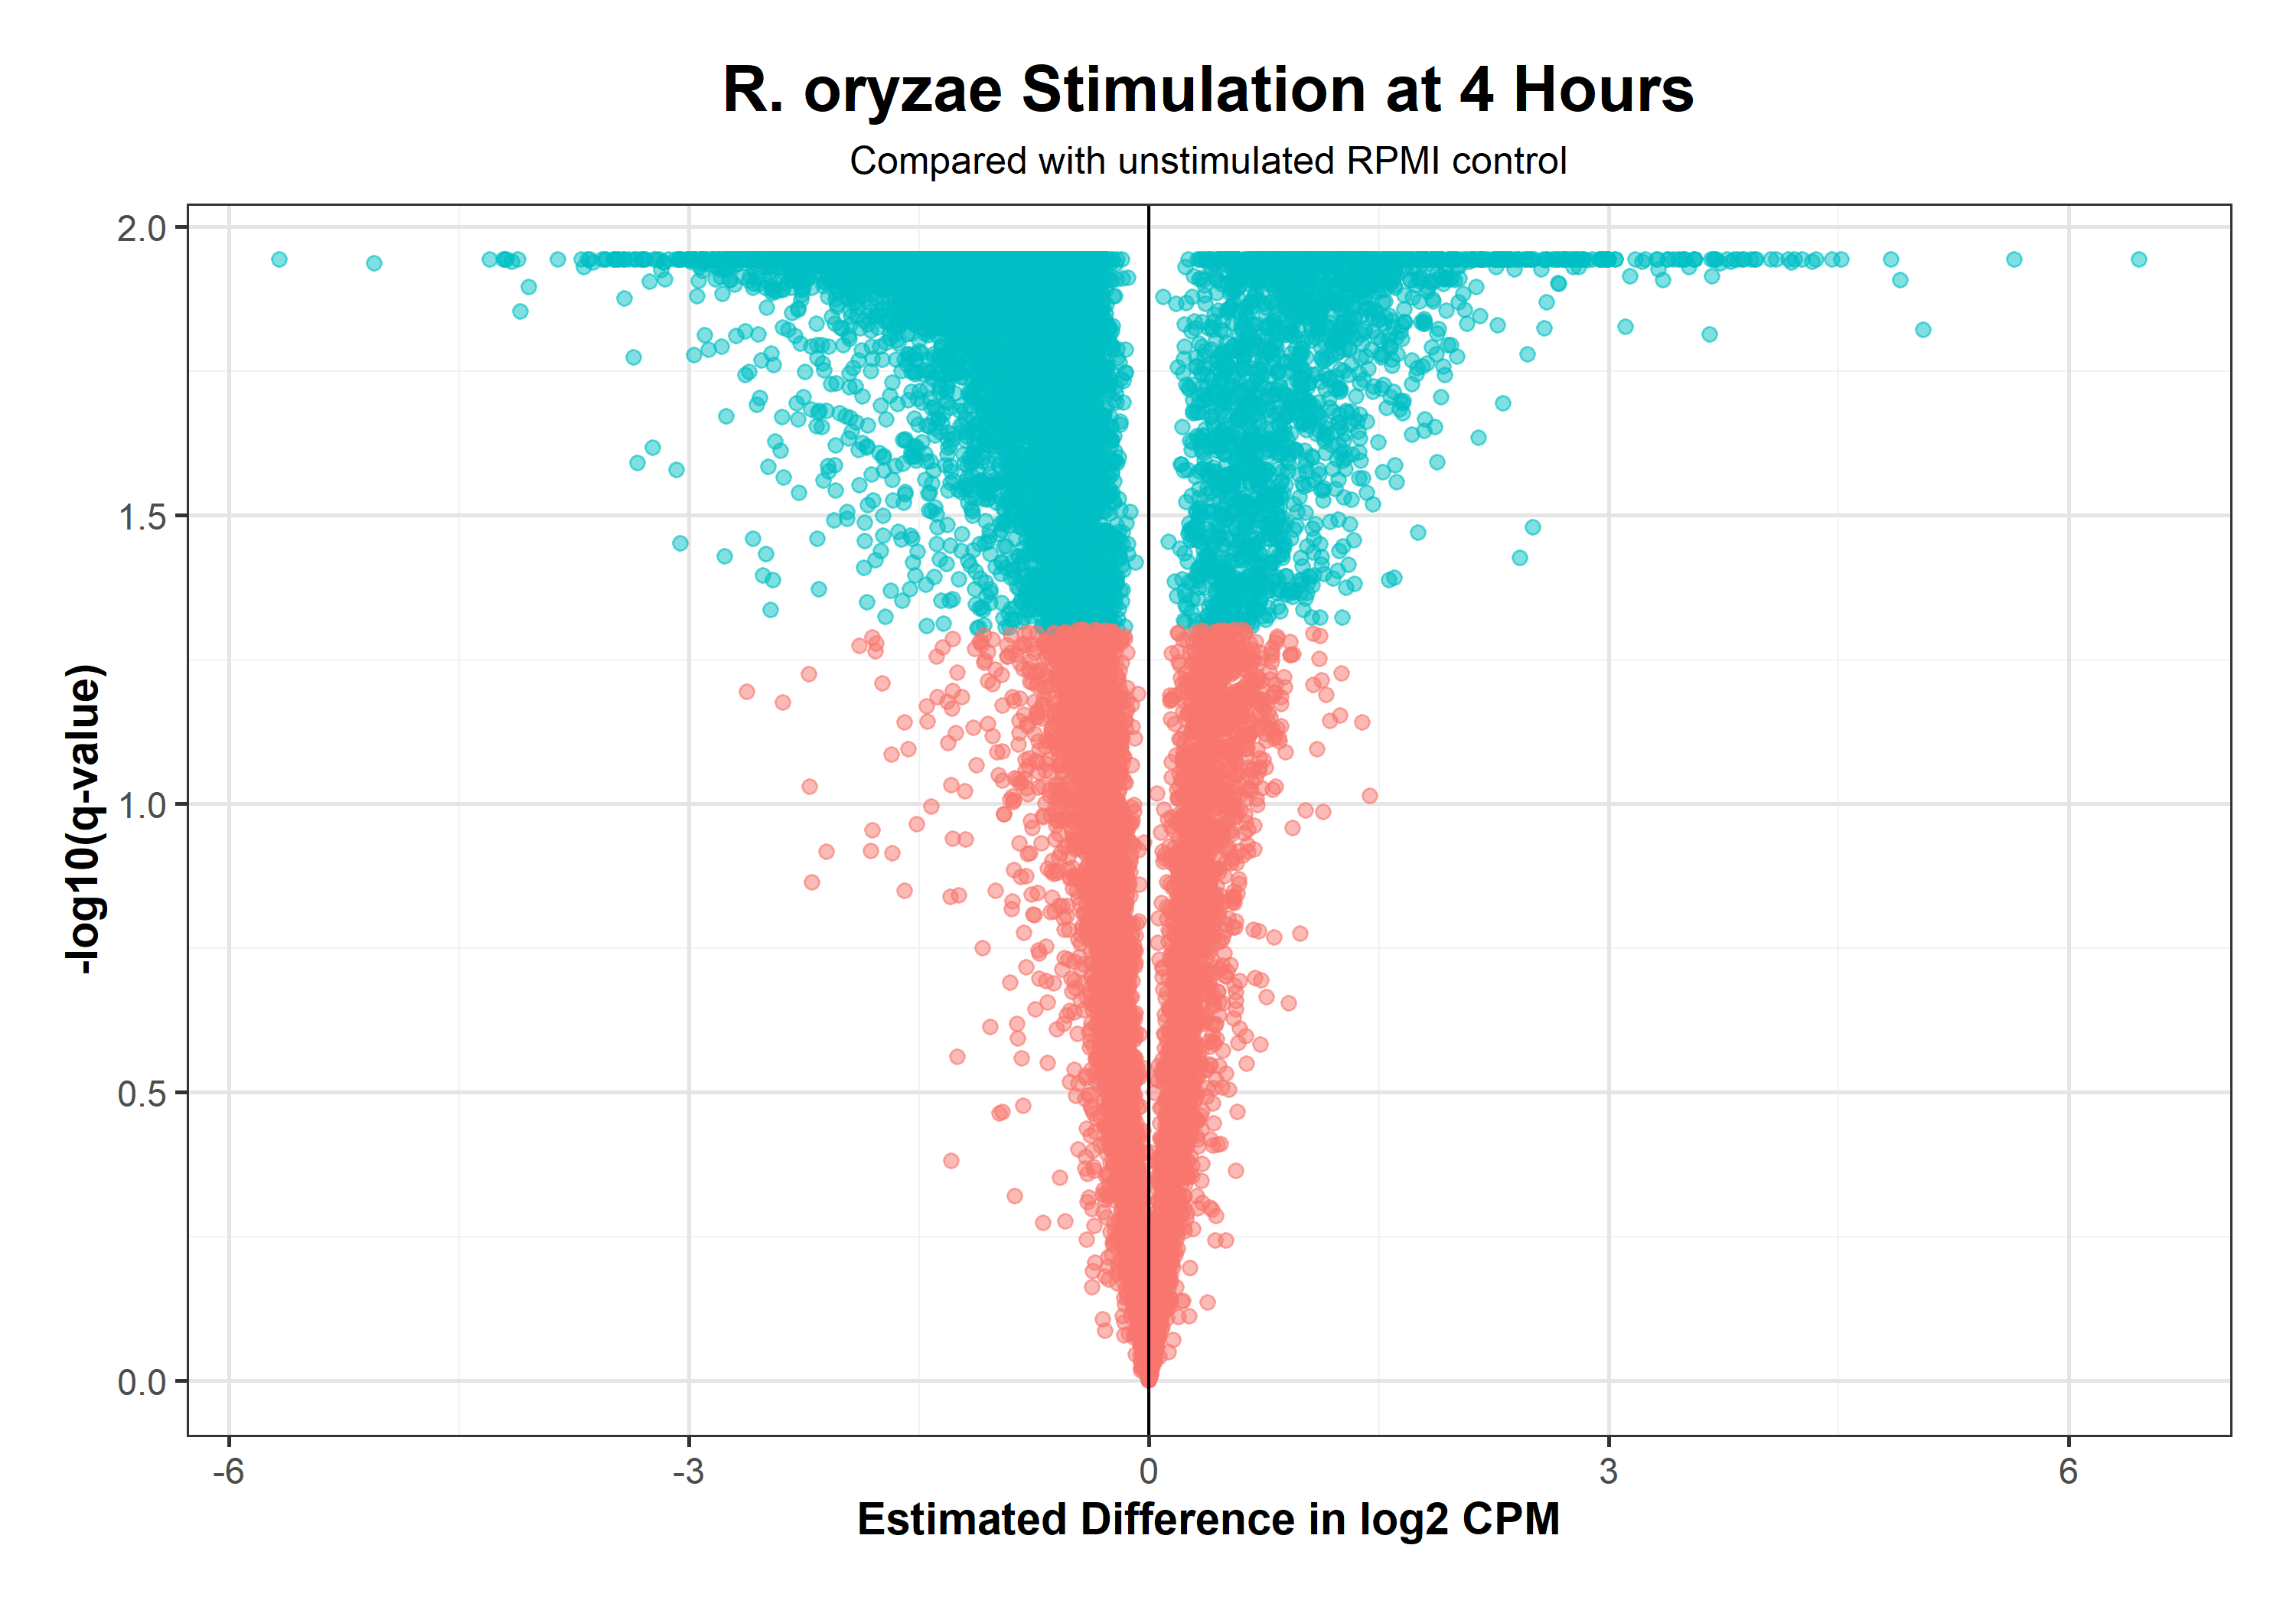 R. oryzae Stimulation at 4 Hours
Compared with unstimulated RPMI control
-log10(q-value)
2.0
1.5
1.0
0.5
0.0
-6 -3 0 3 6
Estimated Difference in log2 CPM